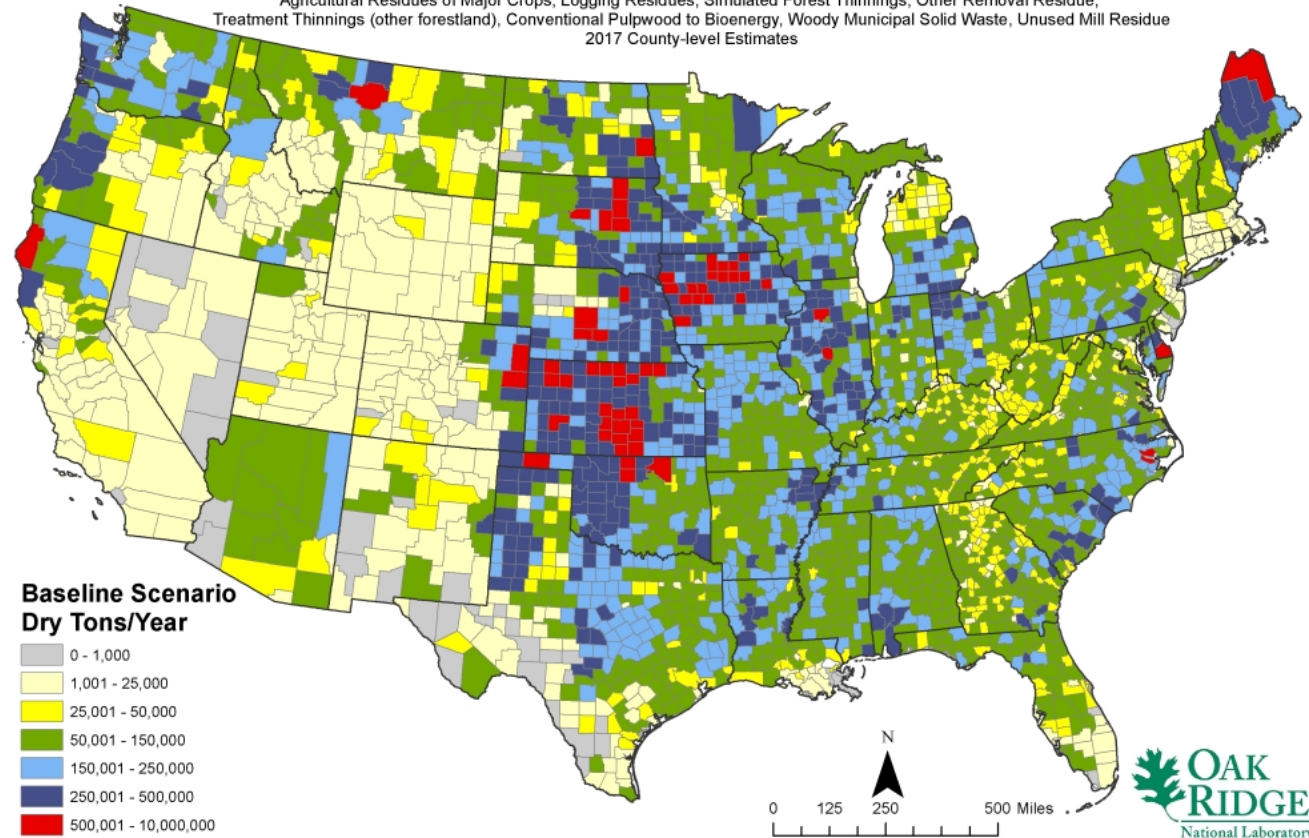 Agricultural Residues of Major Crops, Logging Residues, Simulated Forest Thinnings, Other Removal Residue,
Treatment Thinnings (other forestland), Conventional Pulpwood to Bioenergy, Woody Municipal Solid Waste, Unused Mill Residue
2017 County-level Estimates
Baseline Scenario
Dry Tons/Year
0 - 1,000
1,001 - 25,000
25,001 - 50,000
50,001 - 150,000
150,001 - 250,000
250,001 - 500,000
500,001 - 10,000,000
N
0 125 250 500 Miles
OAK
RIDGE
National Laboratory